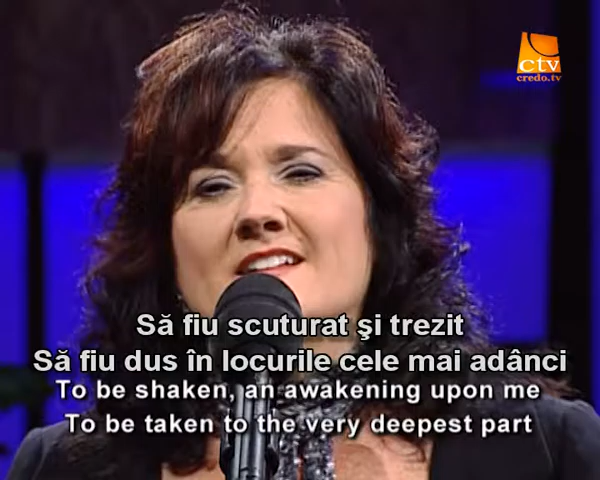 ctv
credo.tv
Să fiu scuturat şi trezit
Să fiu dus în locurile cele mai adânci
To be shaken, an awakening upon me
To be taken to the very deepest part